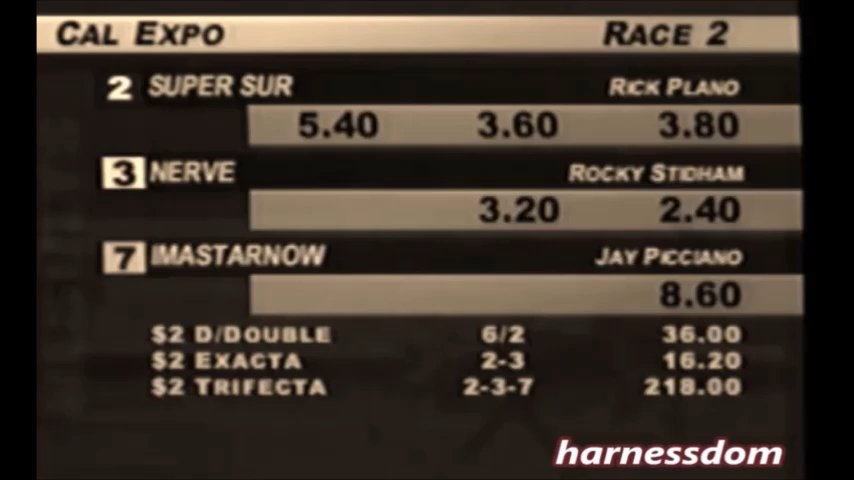 CAL EXPO RACE 2
2 SUPER SUR RICK PLANO
5.40 3.60 3.80
3 NERVE ROCKY STIDHAM
3.20 2.40
7 IMASTARNOW JAY PICCIANO
8.60
$2 D/DOUBLE 6/2 36.00
$2 EXACTA 2-3 16.20
$2 TRIFECTA 2-3-7 218.00
harnessdom